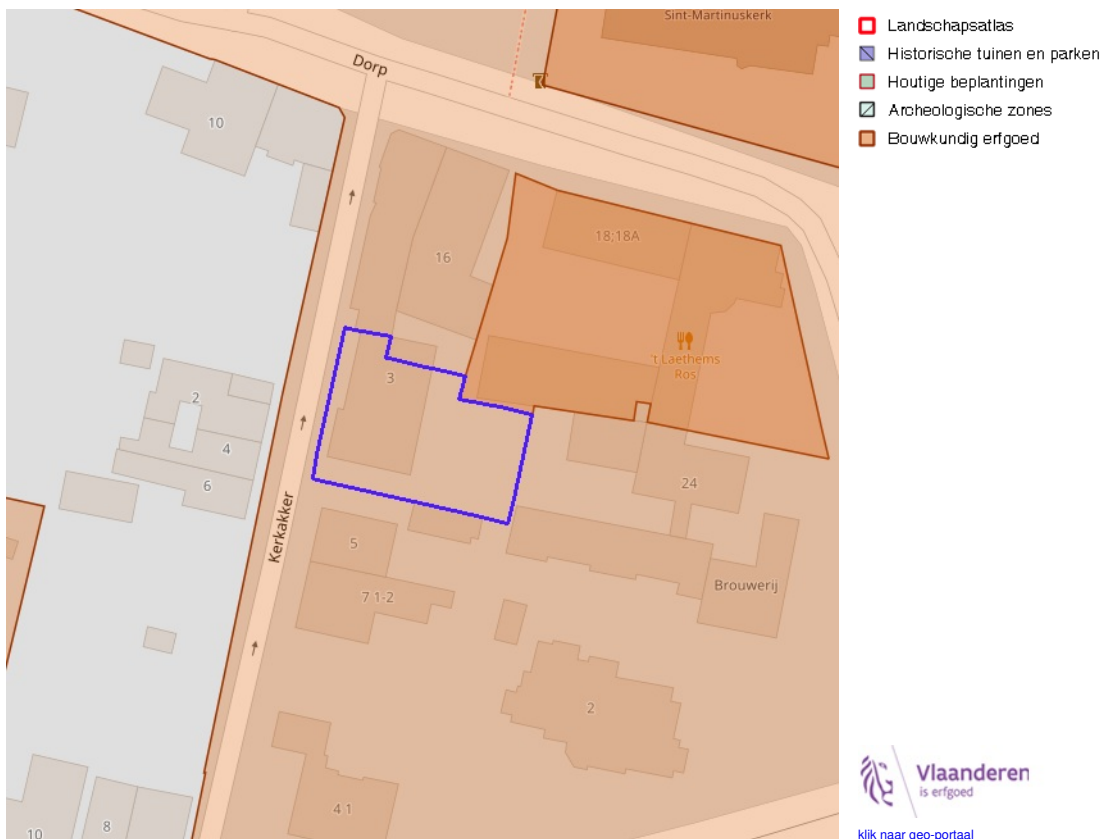 Sint-Martinuskerk
Dorp
10
16
18;18A
't Laethems
Ros
3
2
4
6
24
Kerkakker
5
7 1-2
Brouwerij
2
4 1
10
8
Landschapsatlas
Historische tuinen en parken
Houtige beplantingen
Archeologische zones
Bouwkundig erfgoed
Vlaanderen
is erfgoed
klik naar geo-portaal